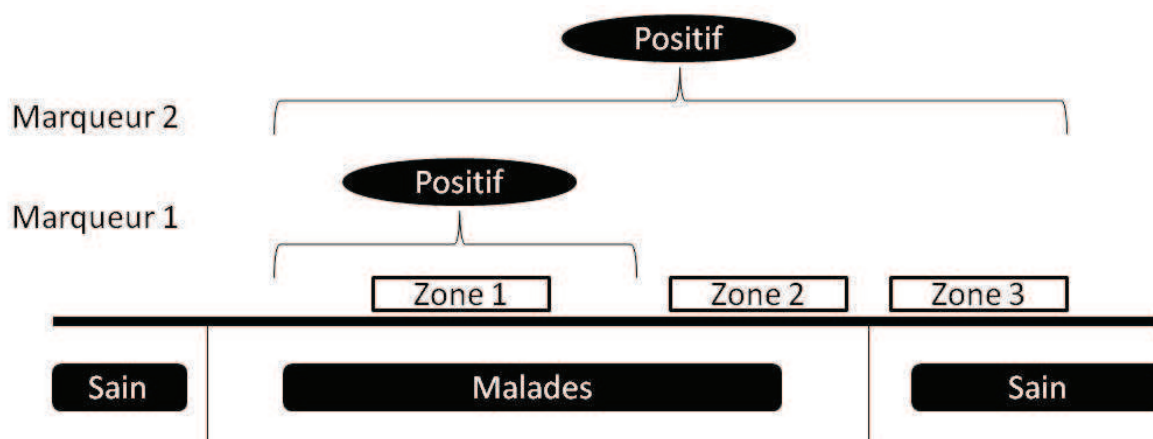 Positif
Marqueur 2
Positif
Marqueur 1
Zone 1 Zone 2 Zone 3
Sain Malades Sain